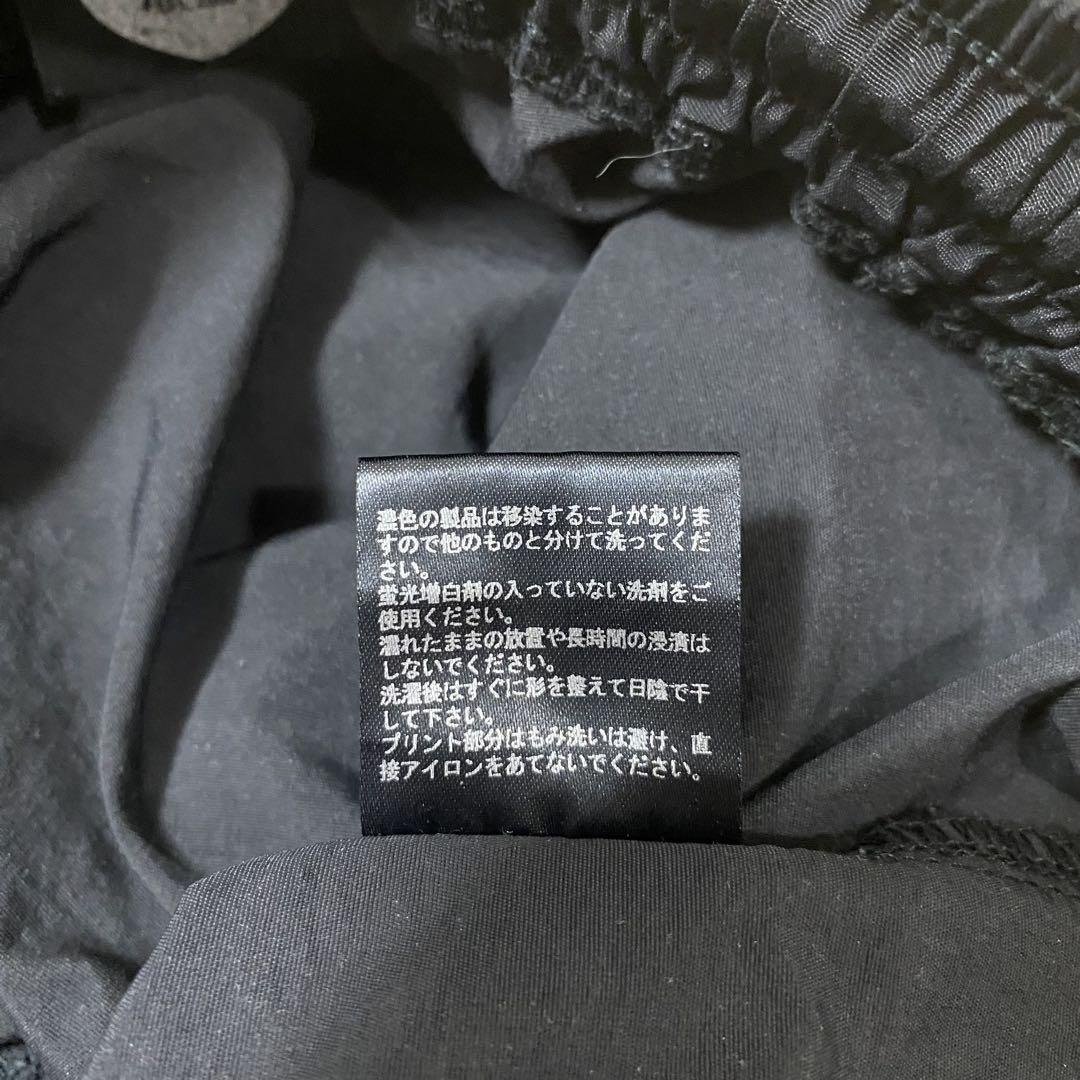 濃色の製品は移染することがありま
すので他のものと分けて洗ってくだ
さい。
蛍光増白剤の入っていない洗剤をご
使用ください。
濡れたままの放置や長時間の浸漬は
しないでください。
洗濯後はすぐに形を整えて日陰で干
して下さい。
プリント部分はもみ洗いは避け、直
接アイロンをあてないでください。